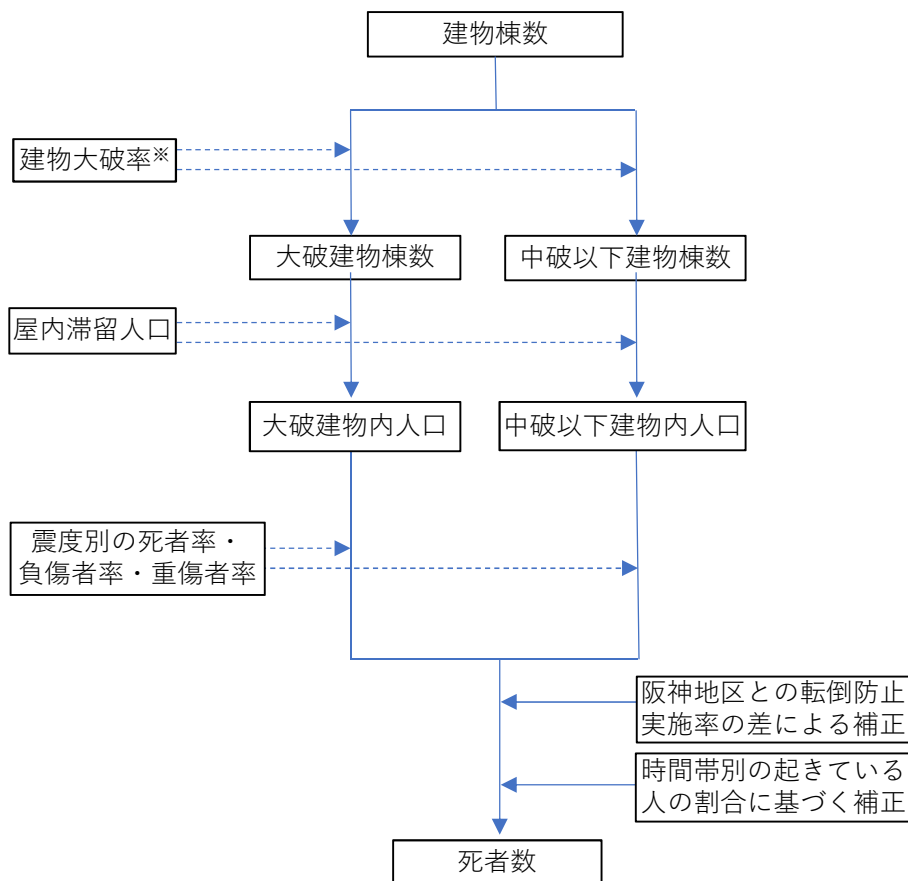 建物棟数
建物大破率※
大破建物棟数
中破以下建物棟数
屋内滞留人口
大破建物内人口
中破以下建物内人口
震度別の死者率・
負傷者率・重傷者率
阪神地区との転倒防止
実施率の差による補正
時間帯別の起きている
人の割合に基づく補正
死者数